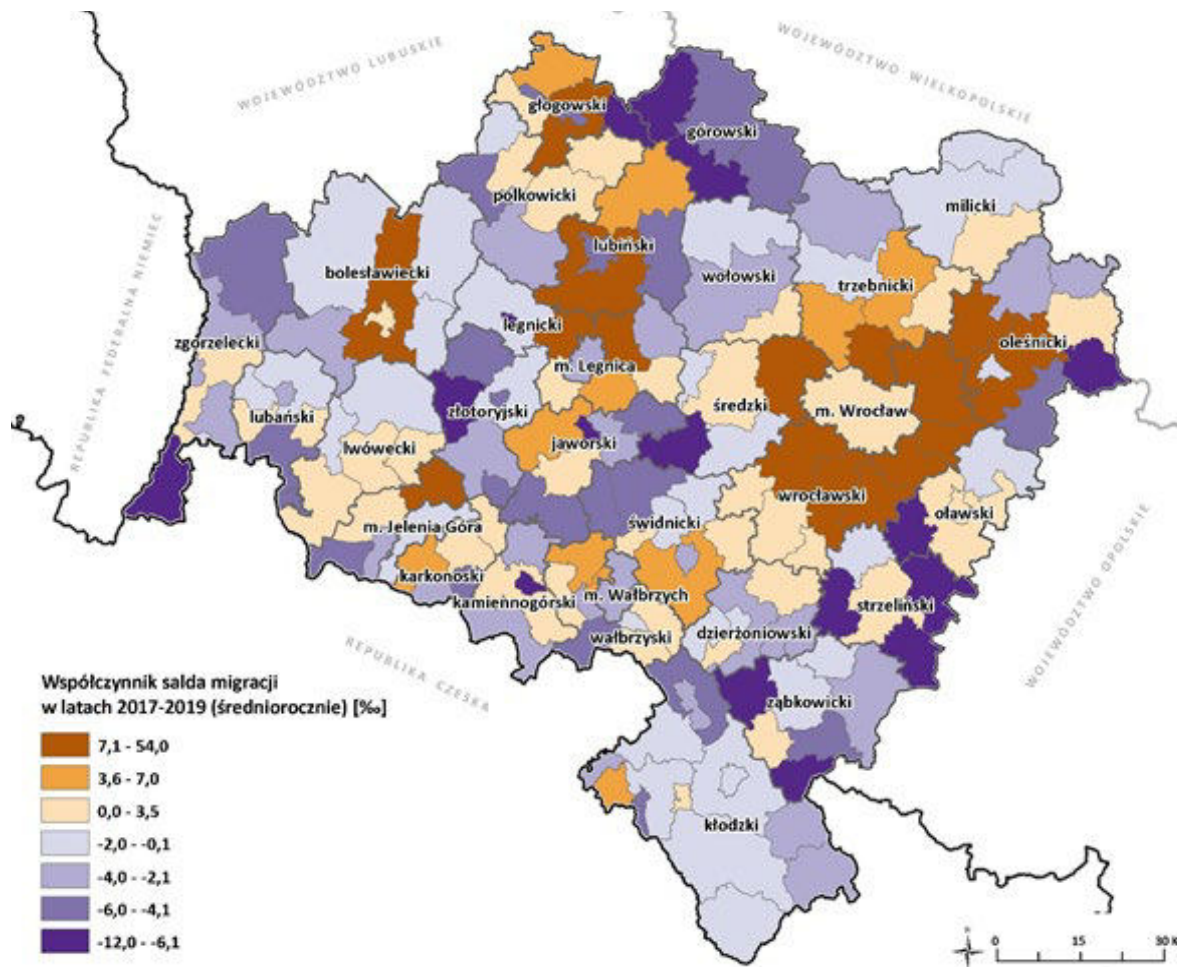 WOJEWÓDZTWO LUBUSKIE
WOJEWÓDZTWO WIELKOPOLSKIE
głogowski
górowski
polkowicki
milicki
lubiński
bolesławiecki
wołowski
trzebnicki
REPUBLIKA FEDERALNA NIEMIEC
legnicki
zgorzelecki
oleśnicki
m. Legnica
średzki
m. Wrocław
lubański
złotoryjski
lwówecki
jaworski
wrocławski
oławski
m. Jelenia Góra
świdnicki
WOJEWÓDZTWO OPOLSKIE
karkonoski
kamiennogórski
m. Wałbrzych
strzeliński
wałbrzyski
dzierżoniowski
REPUBLIKA CZESKA
ząbkowicki
kłodzki
Współczynnik salda migracji
w latach 2017-2019 (średniorocznie) [‰]
7,1 - 54,0
3,6 - 7,0
0,0 - 3,5
-2,0 - -0,1
-4,0 - -2,1
-6,0 - -4,1
-12,0 - -6,1
0 15 30 k